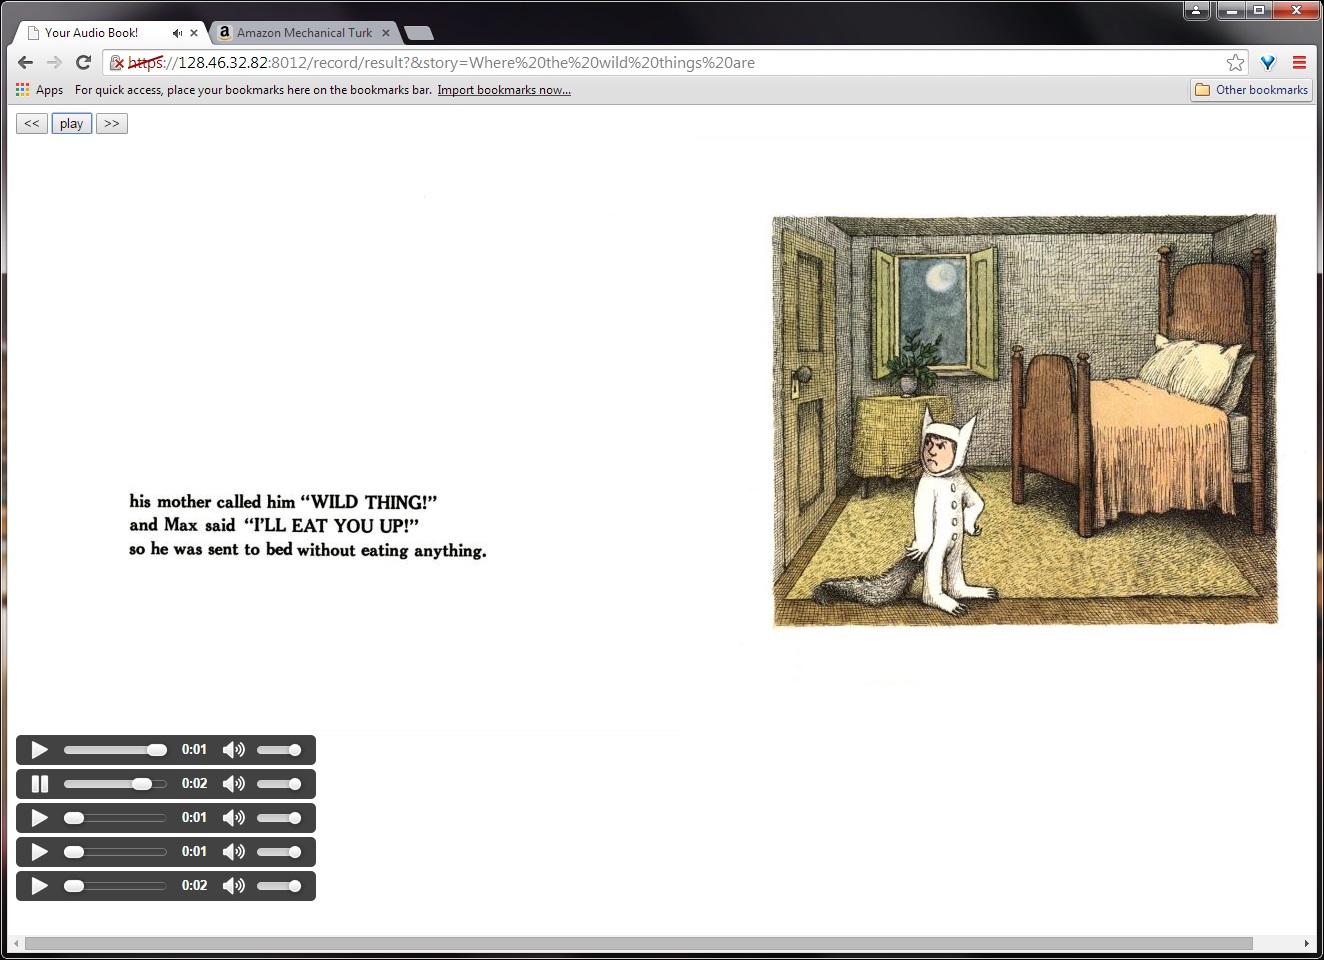 Your Audio Book!
Amazon Mechanical Turk
https://128.46.32.82:8012/record/result?&story=Where%20the%20wild%20things%20are
Apps For quick access, place your bookmarks here on the bookmarks bar. Import bookmarks now... Other bookmarks
<< play >>
his mother called him “WILD THING!”
and Max said “I’LL EAT YOU UP!”
so he was sent to bed without eating anything.
0:01
0:02
0:01
0:01
0:02